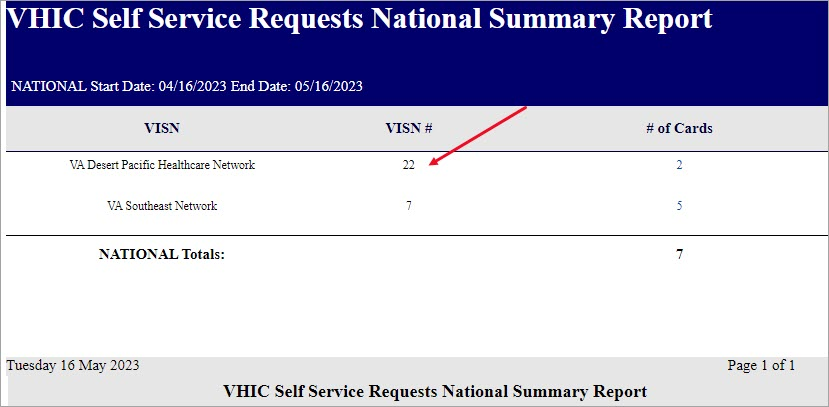 VHIC Self Service Requests National Summary Report
NATIONAL Start Date: 04/16/2023 End Date: 05/16/2023
VISN VISN # # of Cards
VA Desert Pacific Healthcare Network 22 2
VA Southeast Network 7 5
NATIONAL Totals: 7
Tuesday 16 May 2023 Page 1 of 1
VHIC Self Service Requests National Summary Report